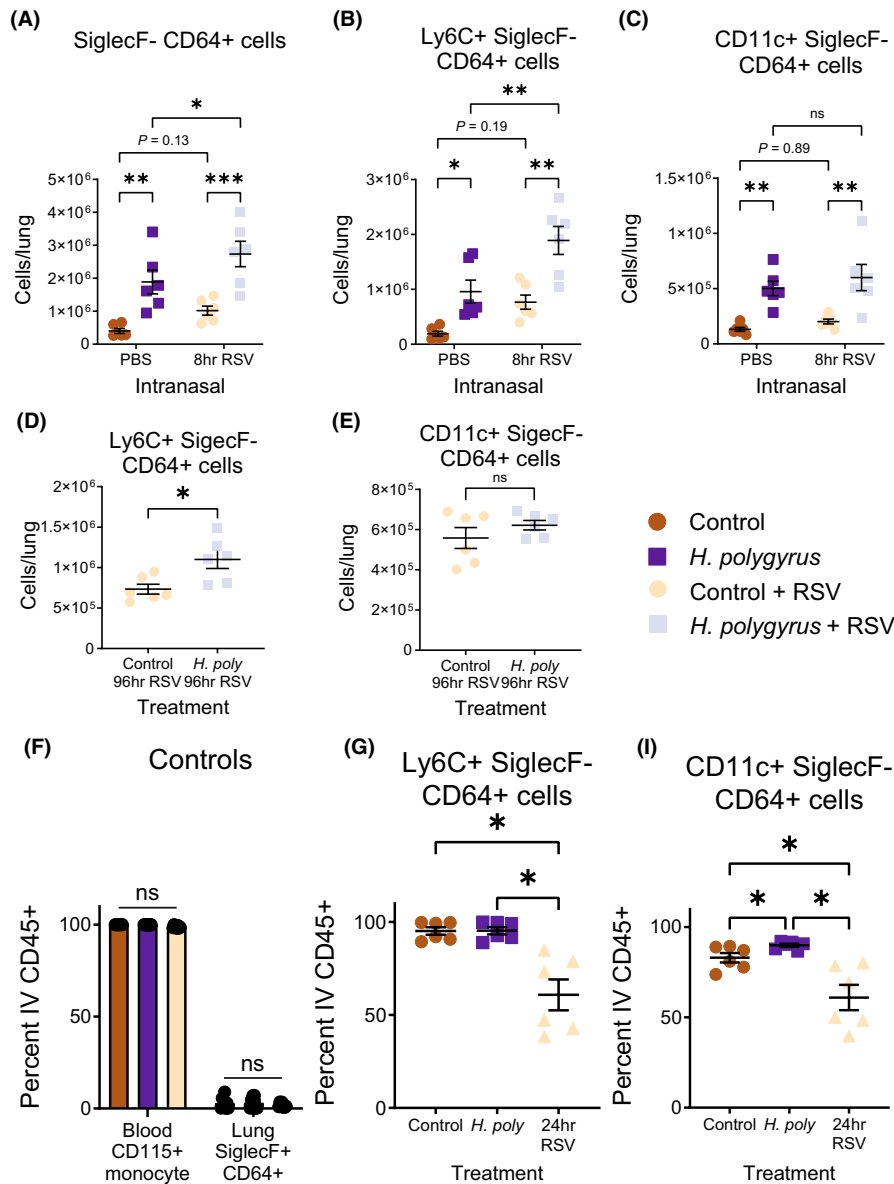 (A)
SiglecF- CD64+ cells
*
P = 0.13
**
***
5×10⁶
4×10⁶
3×10⁶
2×10⁶
1×10⁶
0
Cells/lung
PBS
8hr RSV
Intranasal
(B)
Ly6C+ SiglecF-
CD64+ cells
**
P = 0.19
*
**
3×10⁶
2×10⁶
1×10⁶
0
Cells/lung
PBS
8hr RSV
Intranasal
(C)
CD11c+ SiglecF-
CD64+ cells
ns
P = 0.89
**
**
1.5×10⁶
1×10⁶
5×10⁵
0
Cells/lung
PBS
8hr RSV
Intranasal
(D)
Ly6C+ SigecF-
CD64+ cells
*
2×10⁶
1.5×10⁶
1×10⁶
5×10⁵
0
Cells/lung
Control
96hr RSV
H. poly
96hr RSV
Treatment
(E)
CD11c+ SigecF-
CD64+ cells
ns
8×10⁵
6×10⁵
4×10⁵
2×10⁵
0
Cells/lung
Control
96hr RSV
H. poly
96hr RSV
Treatment
Control
H. polygyrus
Control + RSV
H. polygyrus + RSV
(F)
Controls
ns
ns
100
50
0
Percent IV CD45+
Blood
CD115+
monocyte
Lung
SiglecF+
CD64+
(G)
Ly6C+ SiglecF-
CD64+ cells
*
*
100
50
0
Percent IV CD45+
Control
H. poly
24hr
RSV
Treatment
(I)
CD11c+ SiglecF-
CD64+ cells
*
*
*
100
50
0
Percent IV CD45+
Control
H. poly
24hr
RSV
Treatment